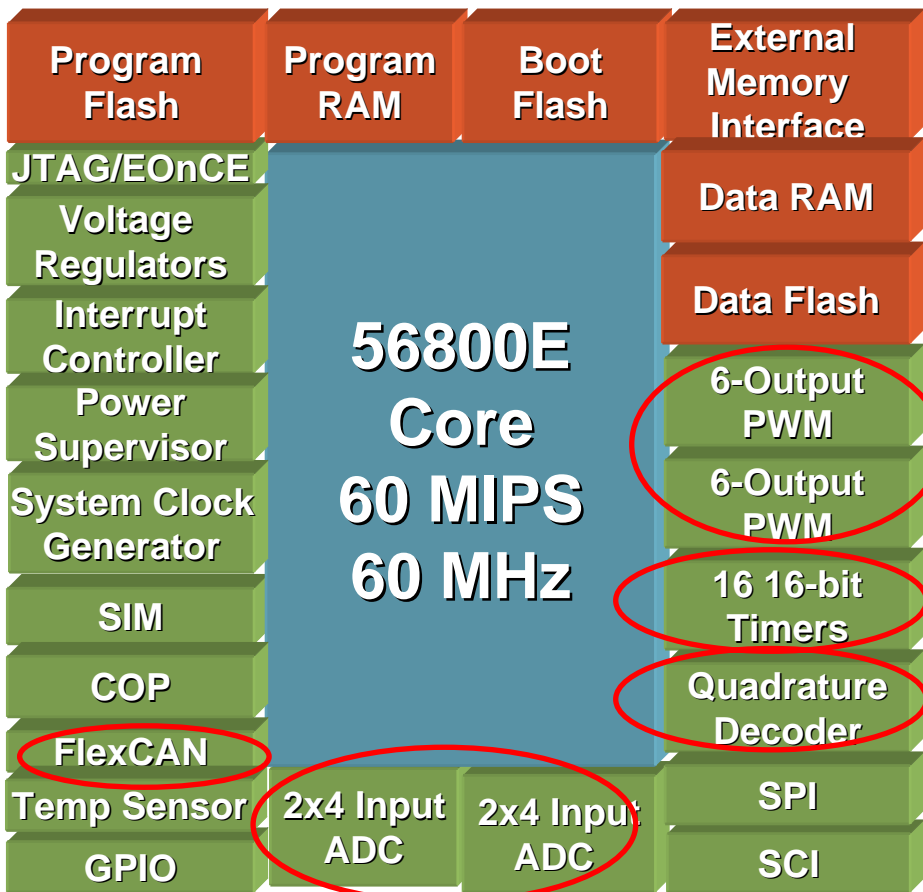 Program
Flash
Program
RAM
Boot
Flash
External
Memory
Interface
JTAG/EOnCE
Voltage
Regulators
Interrupt
Controller
Power
Supervisor
System Clock
Generator
SIM
COP
FlexCAN
Temp Sensor
GPIO
56800E
Core
60 MIPS
60 MHz
2x4 Input
ADC
2x4 Input
ADC
Data RAM
Data Flash
6-Output
PWM
6-Output
PWM
16 16-bit
Timers
Quadrature
Decoder
SPI
SCI